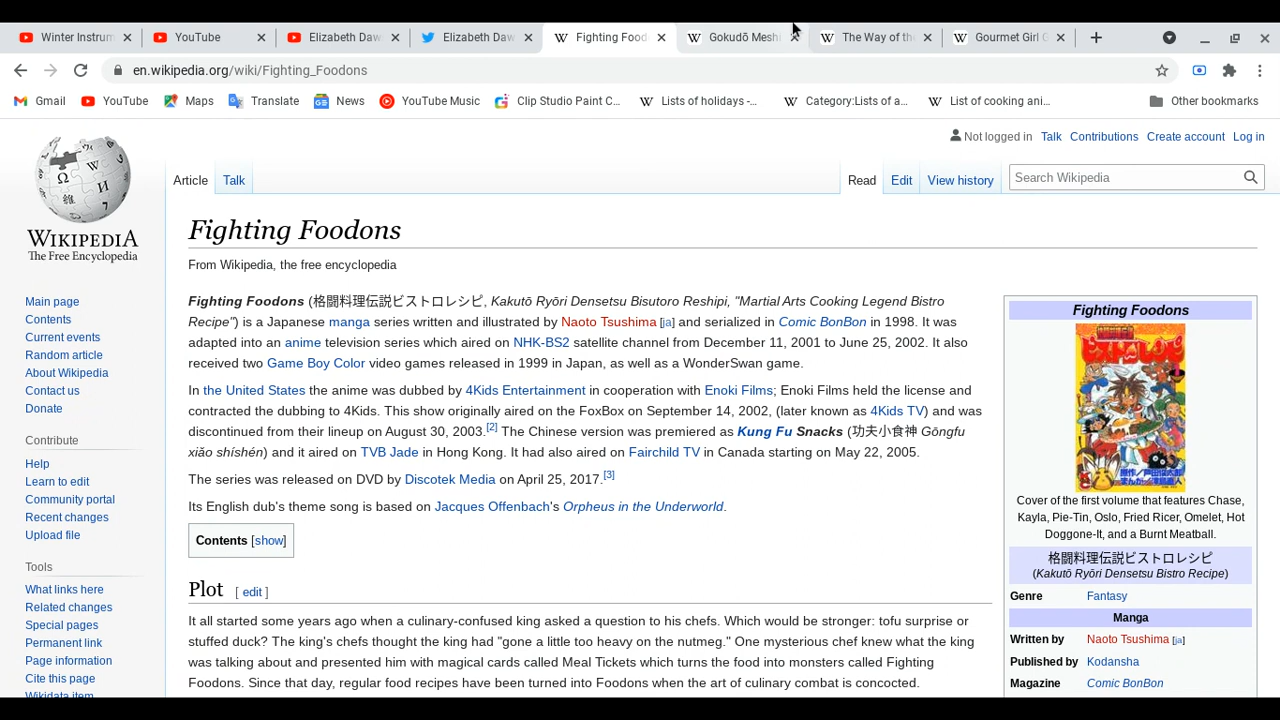 Winter Instrum
YouTube
Elizabeth Daw
Elizabeth Daw
Fighting Food
Gokudō Meshi
The Way of the
Gourmet Girl G
en.wikipedia.org/wiki/Fighting_Foodons
Gmail YouTube Maps Translate News YouTube Music Clip Studio Paint C... Lists of holidays -... Category:Lists of a... List of cooking ani... Other bookmarks
Not logged in Talk Contributions Create account Log in
Article Talk Read Edit View history Search Wikipedia
WIKIPEDIA
The Free Encyclopedia
Main page
Contents
Current events
Random article
About Wikipedia
Contact us
Donate
Contribute
Help
Learn to edit
Community portal
Recent changes
Upload file
Tools
What links here
Related changes
Special pages
Permanent link
Page information
Cite this page
Wikidata item
Fighting Foodons
From Wikipedia, the free encyclopedia
Fighting Foodons (格闘料理伝説ビストロレシピ, Kakutō Ryōri Densetsu Bisutoro Reshipi, "Martial Arts Cooking Legend Bistro
Recipe") is a Japanese manga series written and illustrated by Naoto Tsushima [ja] and serialized in Comic BonBon in 1998. It was
adapted into an anime television series which aired on NHK-BS2 satellite channel from December 11, 2001 to June 25, 2002. It also
received two Game Boy Color video games released in 1999 in Japan, as well as a WonderSwan game.
In the United States the anime was dubbed by 4Kids Entertainment in cooperation with Enoki Films; Enoki Films held the license and
contracted the dubbing to 4Kids. This show originally aired on the FoxBox on September 14, 2002, (later known as 4Kids TV) and was
discontinued from their lineup on August 30, 2003.[2] The Chinese version was premiered as Kung Fu Snacks (功夫小食神 Gōngfu
xiǎo shíshén) and it aired on TVB Jade in Hong Kong. It had also aired on Fairchild TV in Canada starting on May 22, 2005.
The series was released on DVD by Discotek Media on April 25, 2017.[3]
Its English dub's theme song is based on Jacques Offenbach's Orpheus in the Underworld.
Contents [show]
Plot [ edit ]
It all started some years ago when a culinary-confused king asked a question to his chefs. Which would be stronger: tofu surprise or
stuffed duck? The king's chefs thought the king had "gone a little too heavy on the nutmeg." One mysterious chef knew what the king
was talking about and presented him with magical cards called Meal Tickets which turns the food into monsters called Fighting
Foodons. Since that day, regular food recipes have been turned into Foodons when the art of culinary combat is concocted.
Fighting Foodons
Cover of the first volume that features Chase,
Kayla, Pie-Tin, Oslo, Fried Ricer, Omelet, Hot
Doggone-It, and a Burnt Meatball.
格闘料理伝説ビストロレシピ
(Kakutō Ryōri Densetsu Bistro Recipe)
Genre Fantasy
Manga
Written by Naoto Tsushima [ja]
Published by Kodansha
Magazine Comic BonBon